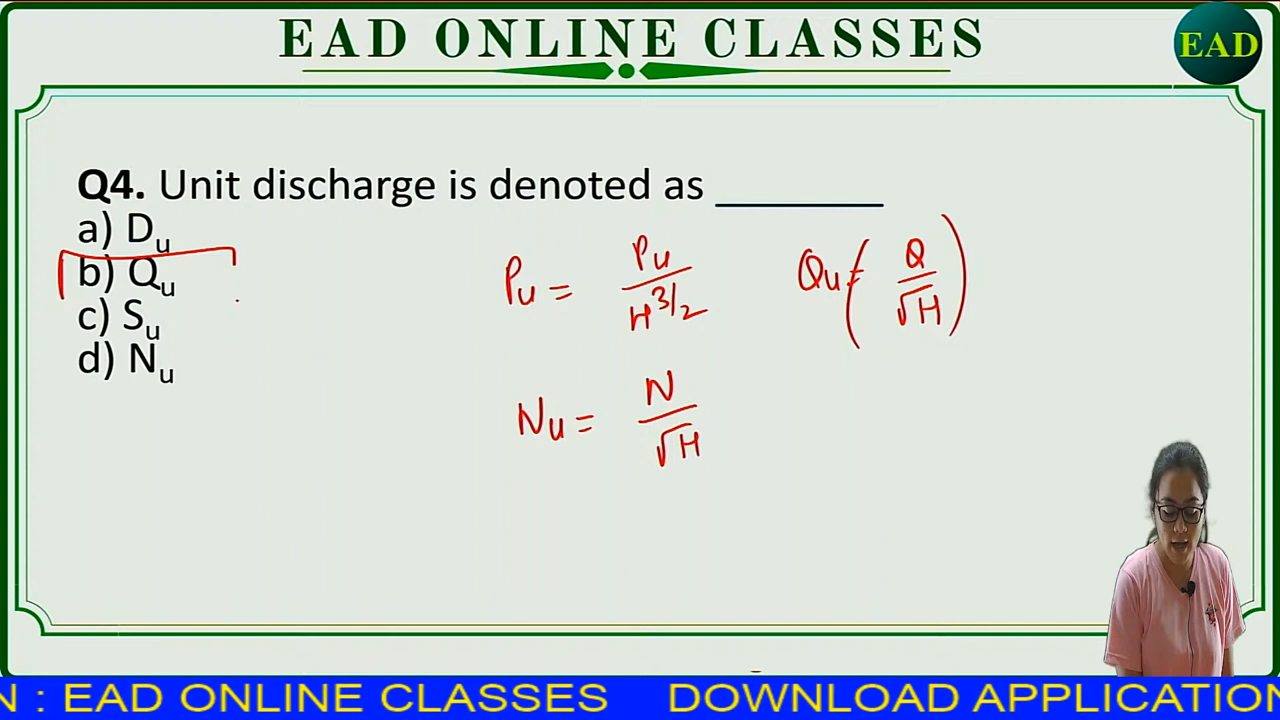 EAD ONLINE CLASSES
EAD
Q4. Unit discharge is denoted as ________
a) Dᵤ
b) Qᵤ
c) Sᵤ
d) Nᵤ
Pu = Pu / H^3/2
Qu = (Q / √H)
Nu = N / √H
N : EAD ONLINE CLASSES DOWNLOAD APPLICATION